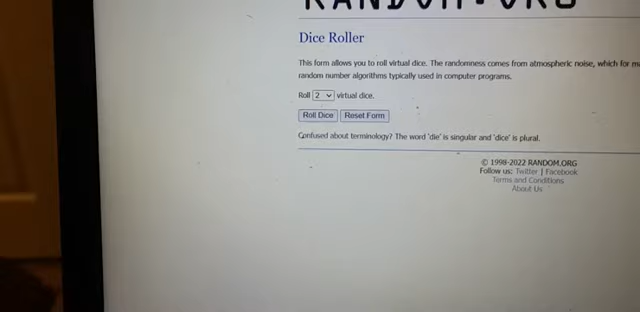 RANDOM.ORG
Dice Roller
This form allows you to roll virtual dice. The randomness comes from atmospheric noise, which for
random number algorithms typically used in computer programs.
Roll 2 virtual dice.
Roll Dice Reset Form
Confused about terminology? The word 'die' is singular and 'dice' is plural.
© 1998-2022 RANDOM.ORG
Follow us: Twitter | Facebook
Terms and Conditions
About Us